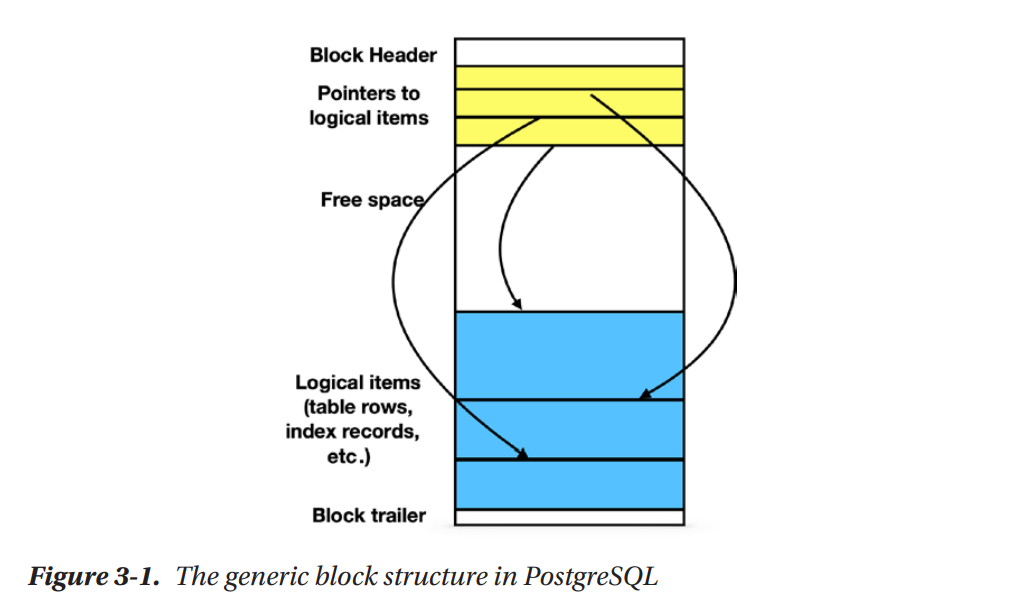 Block Header
Pointers to
logical items
Free space
Logical items
(table rows,
index records,
etc.)
Block trailer
Figure 3-1. The generic block structure in PostgreSQL